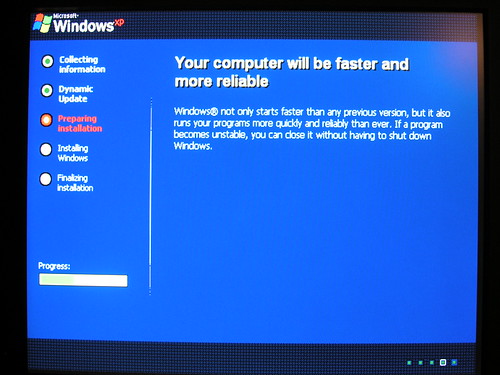 Microsoft®
Windows xp
Collecting
information
Dynamic
Update
Preparing
installation
Installing
Windows
Finalizing
installation
Progress:
Your computer will be faster and
more reliable
Windows® not only starts faster than any previous version, but it also
runs your programs more quickly and reliably than ever. If a program
becomes unstable, you can close it without having to shut down
Windows.